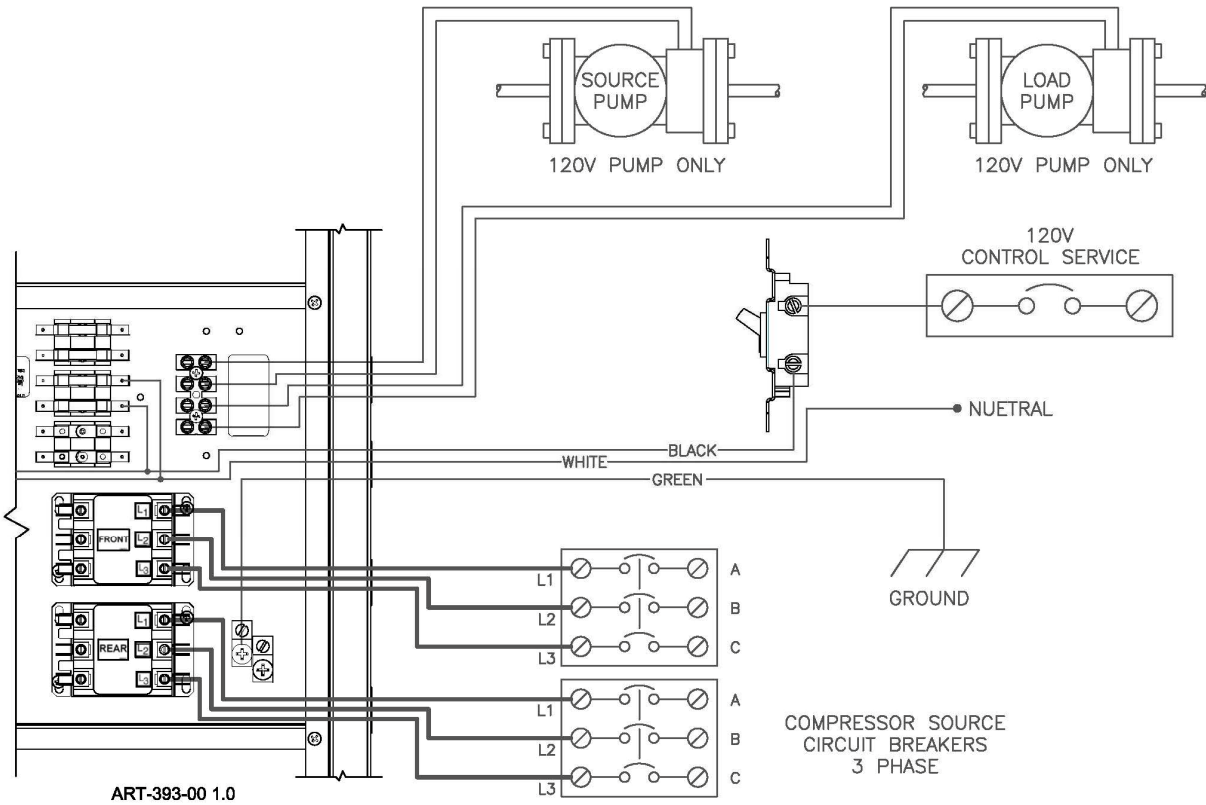 SOURCE
PUMP
120V PUMP ONLY
LOAD
PUMP
120V PUMP ONLY
120V
CONTROL SERVICE
NUETRAL
BLACK
WHITE
GREEN
GROUND
L1
FRONT
L2
L3
L1
REAR
L2
L3
L1
A
L2
B
L3
C
L1
A
L2
B
L3
C
COMPRESSOR SOURCE
CIRCUIT BREAKERS
3 PHASE
ART-393-00 1.0